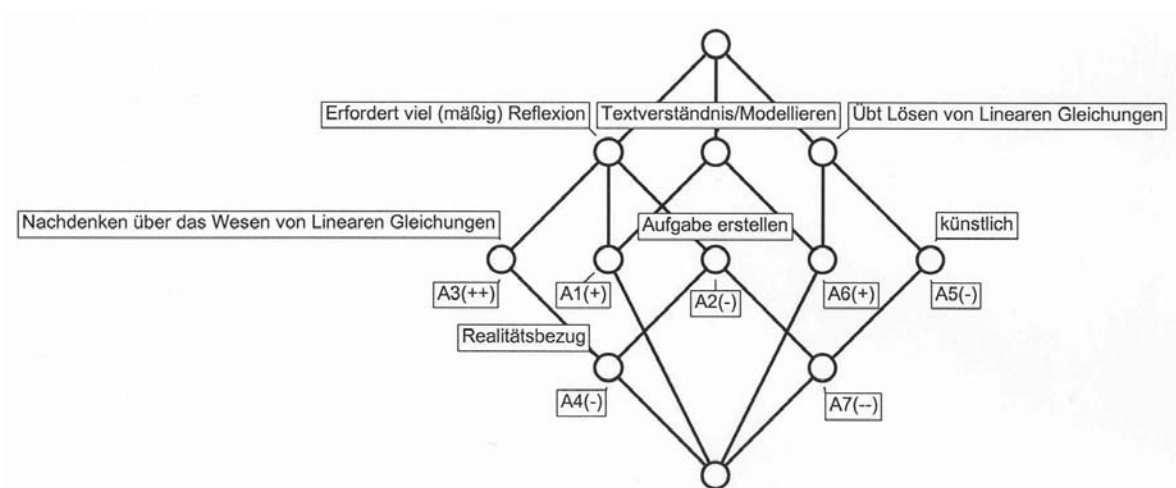 Erfordert viel (mäßig) Reflexion
Textverständnis/Modellieren
Übt Lösen von Linearen Gleichungen
Nachdenken über das Wesen von Linearen Gleichungen
Aufgabe erstellen
künstlich
A3(++)
A1(+)
A2(-)
A6(+)
A5(-)
Realitätsbezug
A4(-)
A7(--)